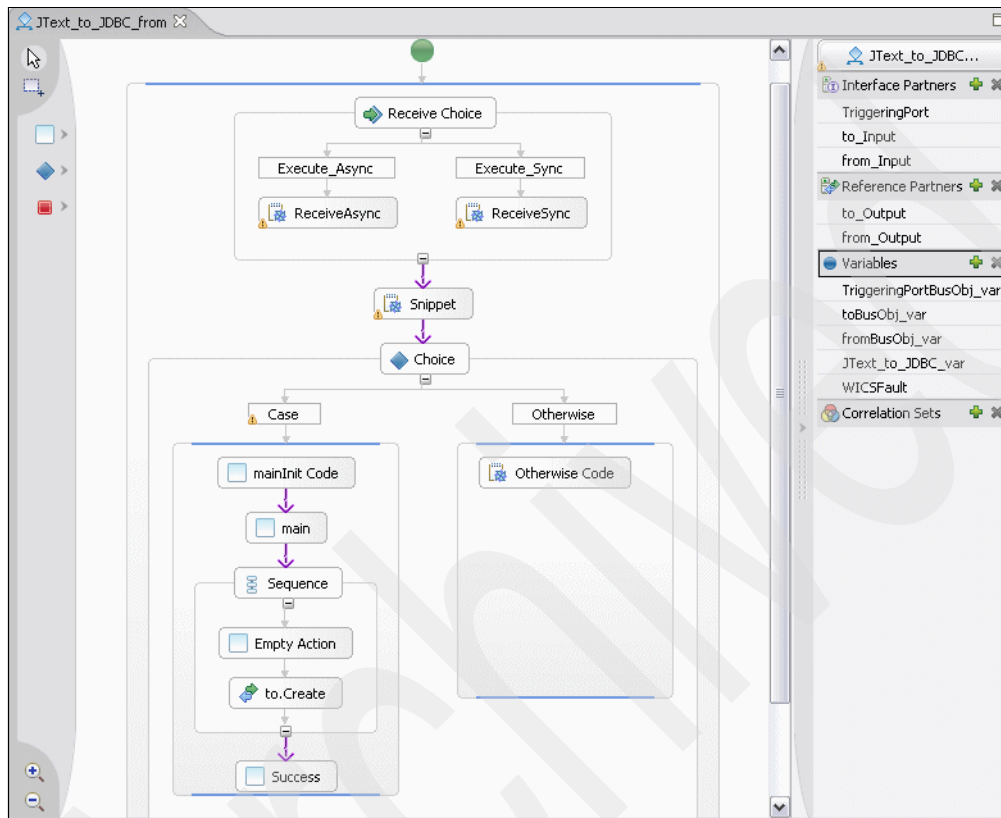 JText_to_JDBC_from
Receive Choice
Execute_Async
Execute_Sync
ReceiveAsync
ReceiveSync
Snippet
Choice
Case
Otherwise
mainInit Code
Otherwise Code
main
Sequence
Empty Action
to.Create
Success
JText_to_JDBC...
Interface Partners
TriggeringPort
to_Input
from_Input
Reference Partners
to_Output
from_Output
Variables
TriggeringPortBusObj_var
toBusObj_var
fromBusObj_var
JText_to_JDBC_var
WICSFault
Correlation Sets